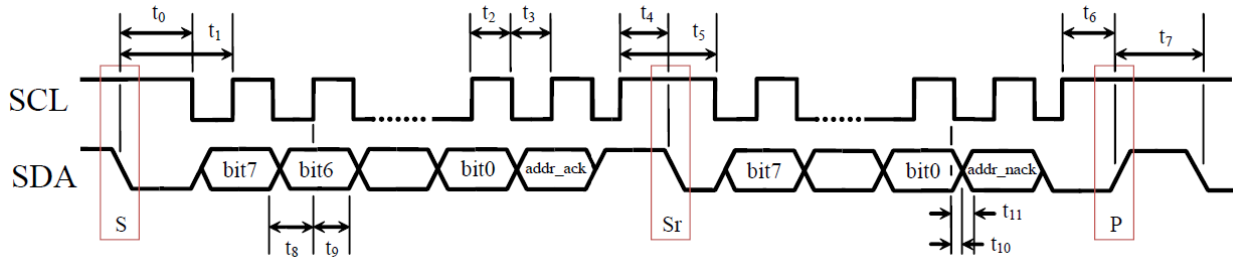 t0 t2 t3 t4 t6
t1 t5 t7
SCL
SDA bit7 bit6 bit0 addr_ack bit7 bit0 addr_nack
S Sr P
t8 t9 t11
t10